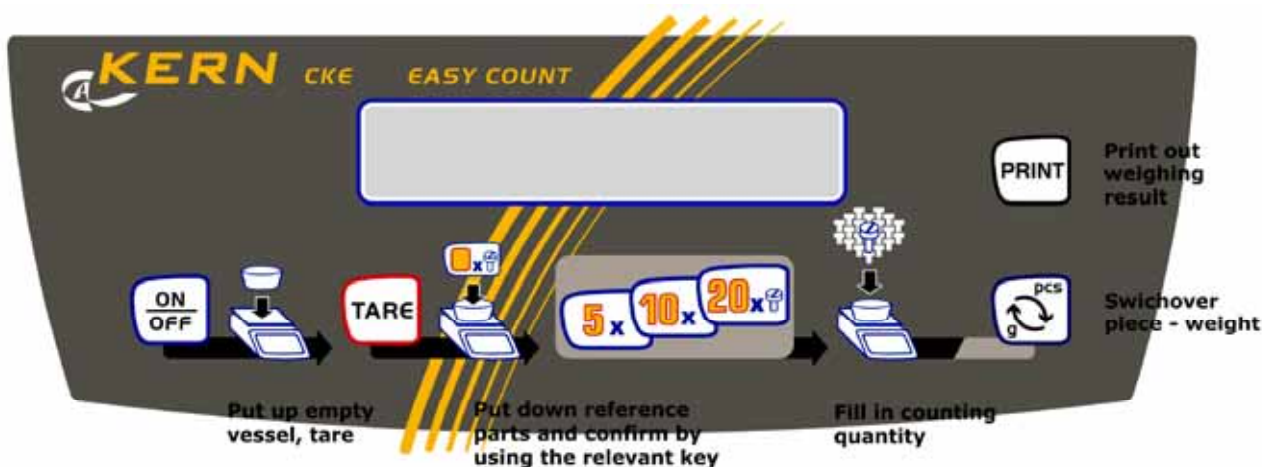 KERN CKE EASY COUNT
PRINT
Print out
weighing
result
ON
OFF
TARE
0x
5x
10x
20x
pcs
g
Swichover
piece - weight
Put up empty
vessel, tare
Put down reference
parts and confirm by
using the relevant key
Fill in counting
quantity